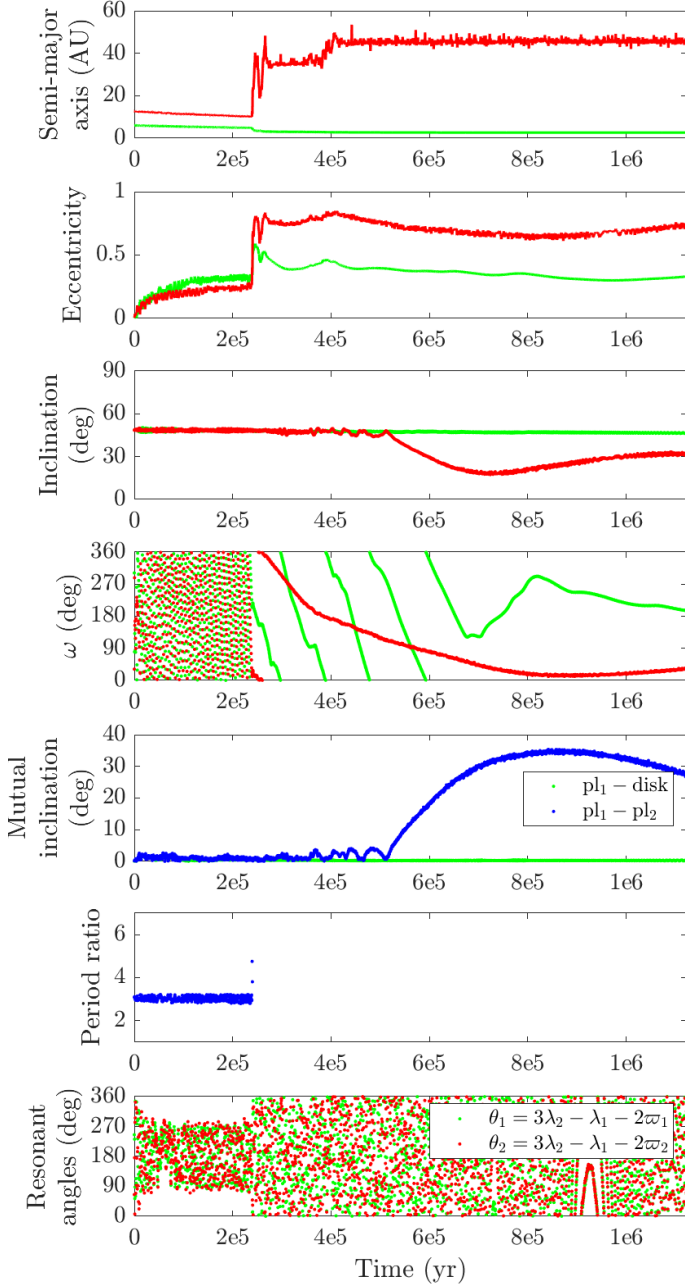 Semi-major
axis (AU)
60
40
20
0
0 2e5 4e5 6e5 8e5 1e6
Eccentricity
1
0.5
0
0 2e5 4e5 6e5 8e5 1e6
Inclination
(deg)
90
60
30
0
0 2e5 4e5 6e5 8e5 1e6
ω (deg)
360
270
180
90
0
0 2e5 4e5 6e5 8e5 1e6
Mutual
inclination
(deg)
40
30
20
10
0
pl₁ − disk
pl₁ − pl₂
0 2e5 4e5 6e5 8e5 1e6
Period ratio
6
4
2
0 2e5 4e5 6e5 8e5 1e6
Resonant
angles (deg)
360
270
180
90
0
θ₁ = 3λ₂ − λ₁ − 2ϖ₁
θ₂ = 3λ₂ − λ₁ − 2ϖ₂
0 2e5 4e5 6e5 8e5 1e6
Time (yr)